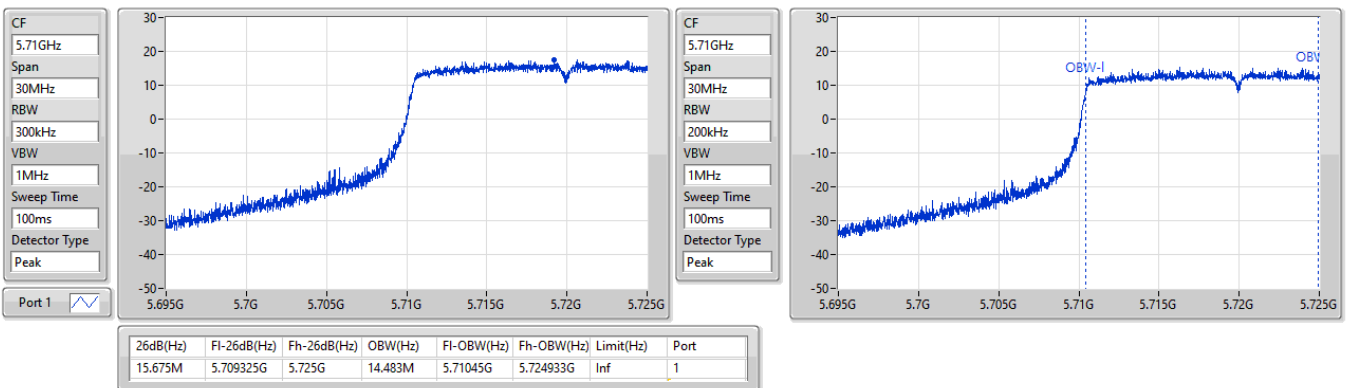 CF
5.71GHz
Span
30MHz
RBW
300kHz
VBW
1MHz
Sweep Time
100ms
Detector Type
Peak
Port 1
30
20
10
0
-10
-20
-30
-40
-50
5.695G 5.7G 5.705G 5.71G 5.715G 5.72G 5.725G
CF
5.71GHz
Span
30MHz
RBW
200kHz
VBW
1MHz
Sweep Time
100ms
Detector Type
Peak
30
20
10
0
-10
-20
-30
-40
-50
OBW-l
OBW
5.695G 5.7G 5.705G 5.71G 5.715G 5.72G 5.725G
26dB(Hz) Fl-26dB(Hz) Fh-26dB(Hz) OBW(Hz) Fl-OBW(Hz) Fh-OBW(Hz) Limit(Hz) Port
15.675M 5.709325G 5.725G 14.483M 5.71045G 5.724933G Inf 1